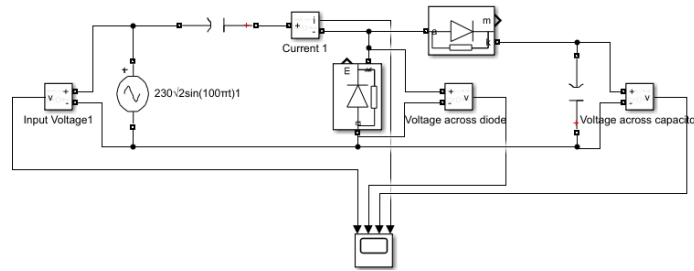 i
+
-
Current 1
a
m
k
+
v
-
Input Voltage1
+
230√2sin(100πt)1
m
+
v
-
Voltage across diode
+
+
v
-
Voltage across capacito